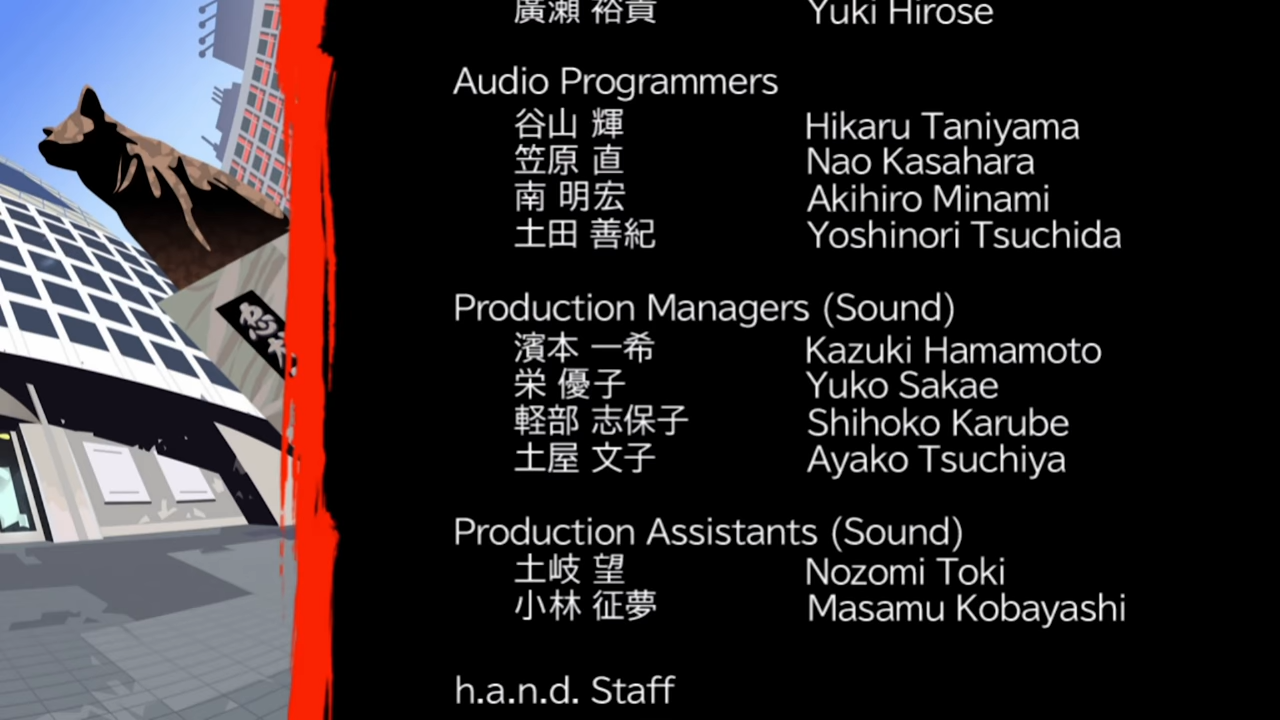 廣瀬 裕貴 Yuki Hirose
Audio Programmers
谷山 輝 Hikaru Taniyama
笠原 直 Nao Kasahara
南 明宏 Akihiro Minami
土田 善紀 Yoshinori Tsuchida
Production Managers (Sound)
濱本 一希 Kazuki Hamamoto
栄 優子 Yuko Sakae
軽部 志保子 Shihoko Karube
土屋 文子 Ayako Tsuchiya
Production Assistants (Sound)
土岐 望 Nozomi Toki
小林 征夢 Masamu Kobayashi
h.a.n.d. Staff